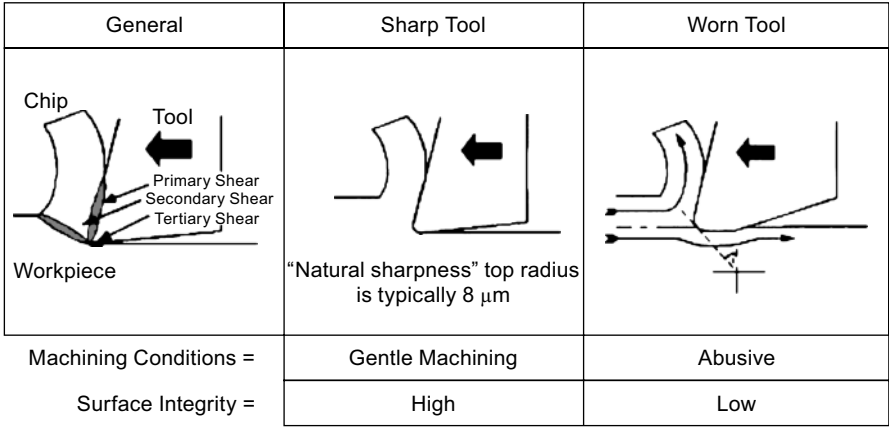 General
Sharp Tool
Worn Tool
Chip
Tool
Primary Shear
Secondary Shear
Tertiary Shear
Workpiece
“Natural sharpness” top radius
is typically 8 μm
Machining Conditions =
Gentle Machining
Abusive
Surface Integrity =
High
Low